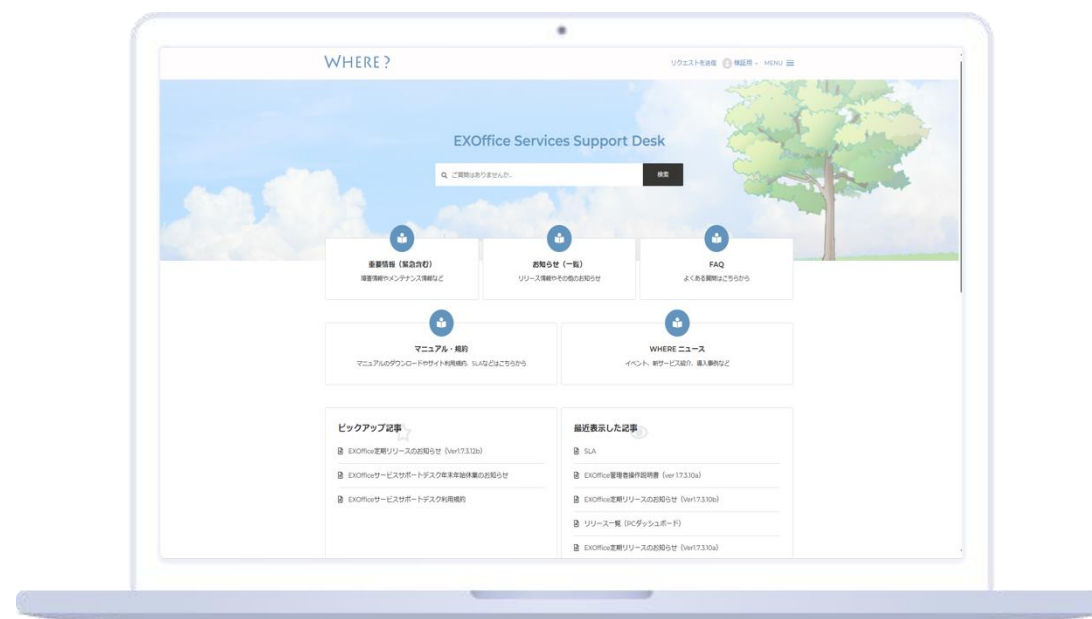 WHERE?
リクエストを送信 検証用 MENU
EXOffice Services Support Desk
ご質問はありませんか。
検索
重要情報（緊急含む）
障害情報やメンテナンス情報など
お知らせ（一覧）
リリース情報やその他のお知らせ
FAQ
よくある質問はこちらから
マニュアル・規約
マニュアルのダウンロードやサイト利用規約、SLAなどはこちらから
WHERE ニュース
イベント、新サービス紹介、導入事例など
ピックアップ記事
EXOffice定期リリースのお知らせ（Ver1.7.3.12b）
EXOfficeサービスサポートデスク年末年始休業のお知らせ
EXOfficeサービスサポートデスク利用規約
最近表示した記事
SLA
EXOffice管理者操作説明書（ver 1.7.3.10a）
EXOffice定期リリースのお知らせ（Ver1.7.3.10b）
リリース一覧（PCダッシュボード）
EXOffice定期リリースのお知らせ（Ver1.7.3.10a）